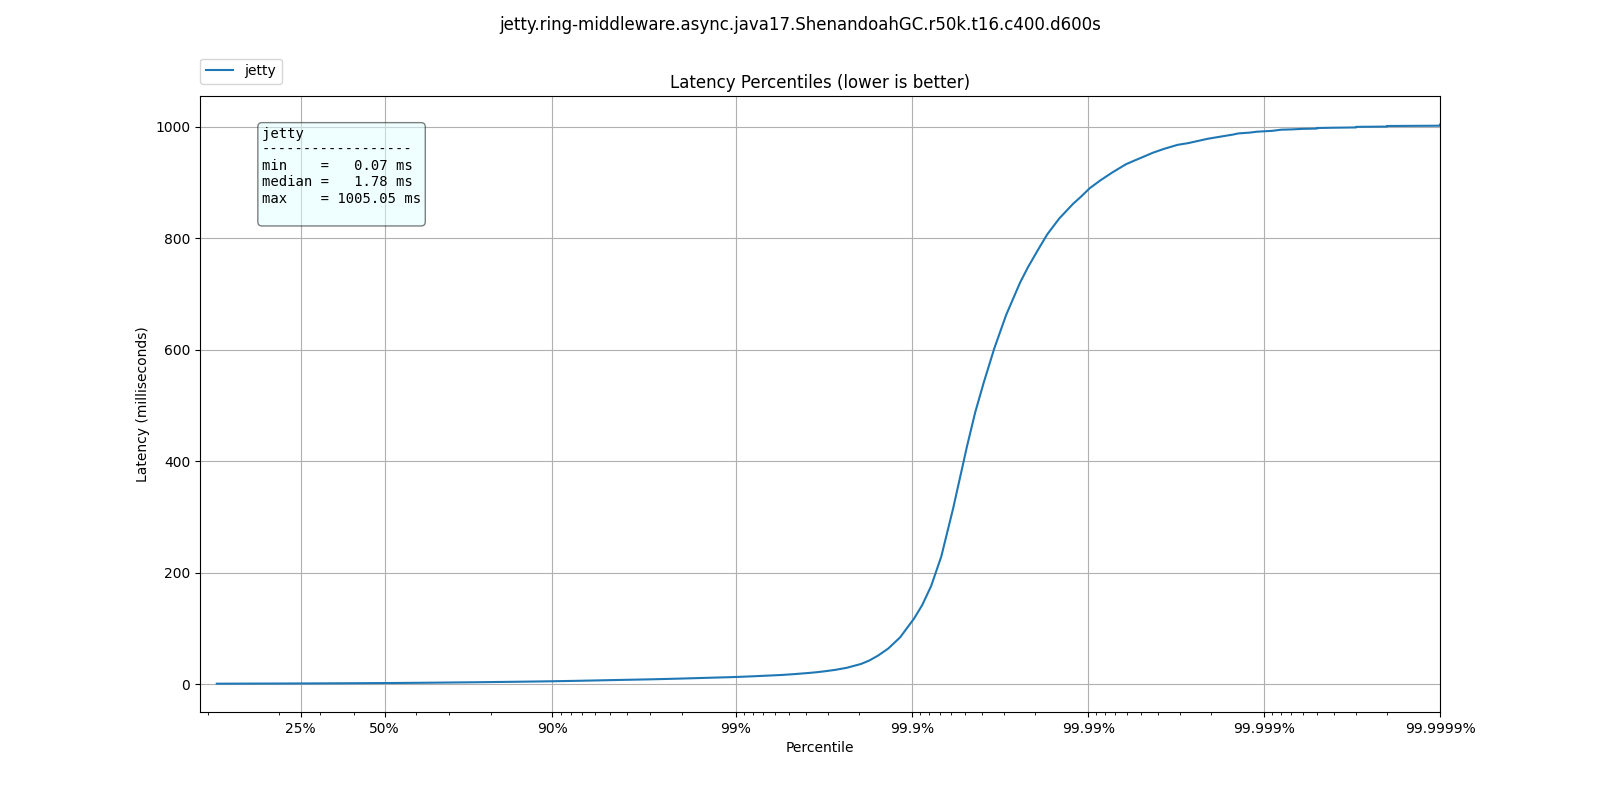 jetty.ring-middleware.async.java17.ShenandoahGC.r50k.t16.c400.d600s
jetty
Latency Percentiles (lower is better)
jetty
------------------
min    =   0.07 ms
median =   1.78 ms
max    = 1005.05 ms
1000
800
600
400
200
0
Latency (milliseconds)
25% 50% 90% 99% 99.9% 99.99% 99.999% 99.9999%
Percentile